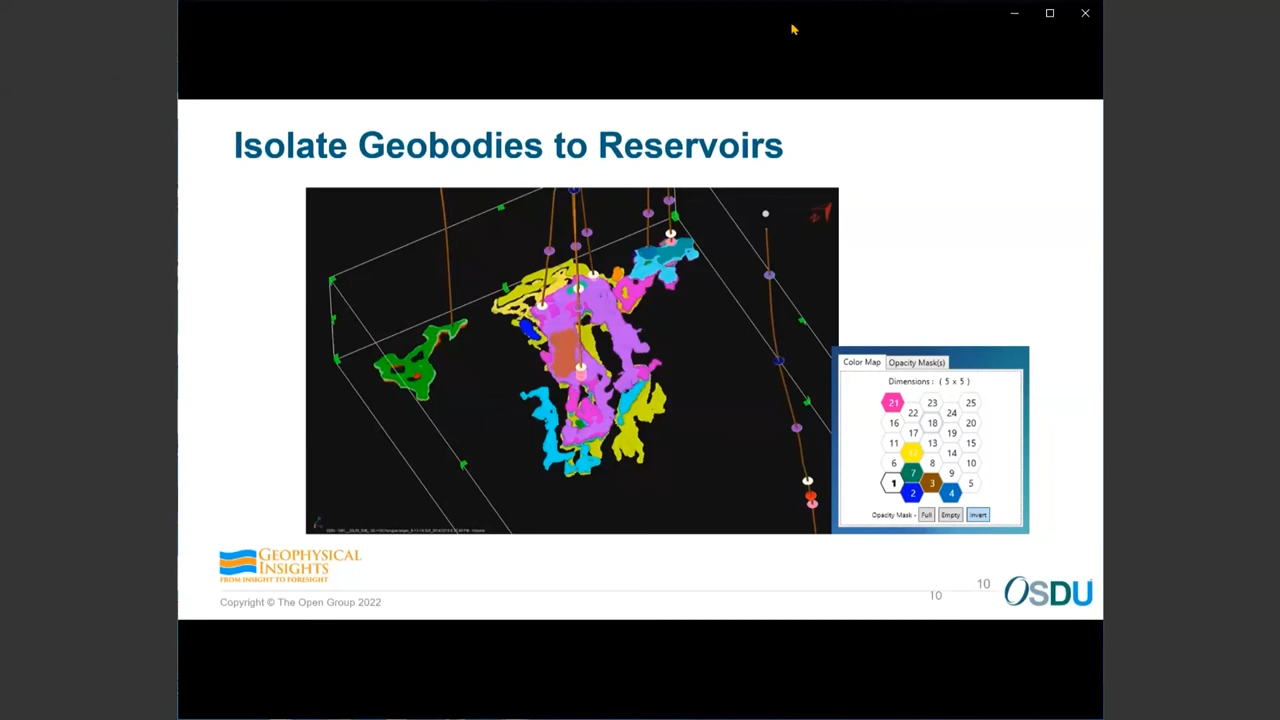 Isolate Geobodies to Reservoirs
Color Map
Opacity Mask(s)
Dimensions : ( 5 x 5 )
21 23 25
22 24
16 18 20
17 19
11 13 15
12 14
6 8 10
7 9
1 3 5
2 4
Opacity Mask - Full Empty Invert
GEOPHYSICAL
INSIGHTS
FROM INSIGHT TO FORESIGHT
Copyright © The Open Group 2022
10
10
OSDU